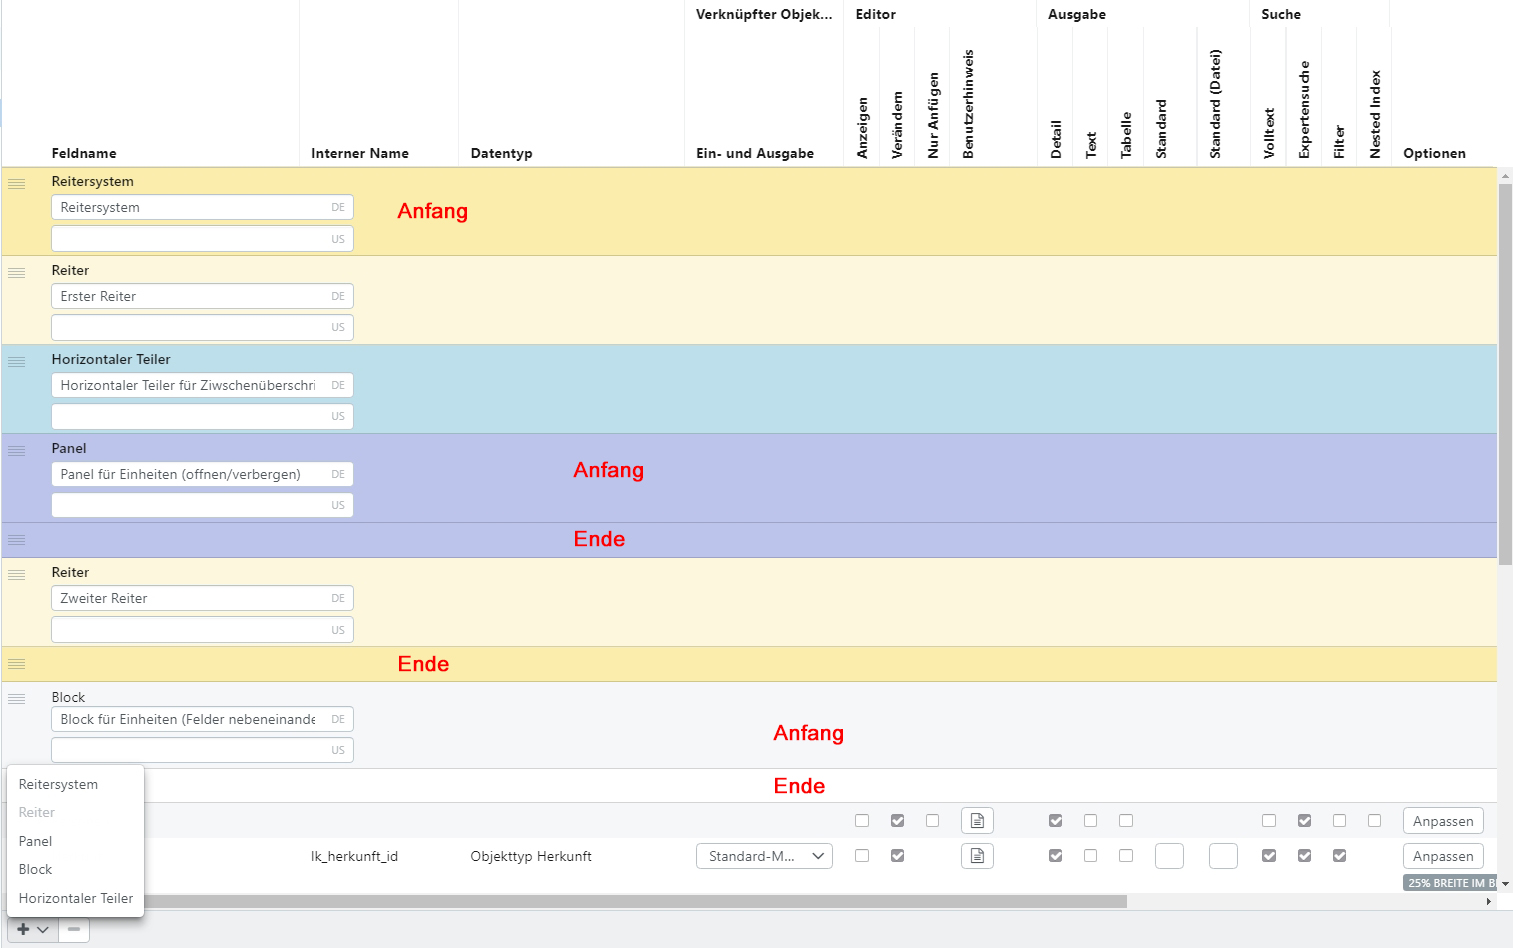 Verknüpfter Objek... Editor Ausgabe Suche
Feldname Interner Name Datentyp Ein- und Ausgabe Anzeigen Verändern Nur Anfügen Benutzerhinweis Detail Text Tabelle Standard Standard (Datei) Volltext Expertensuche Filter Nested Index Optionen
Reitersystem
Reitersystem DE
Anfang
US
Reiter
Erster Reiter DE
US
Horizontaler Teiler
Horizontaler Teiler für Ziwschenüberschri DE
US
Panel
Anfang
Panel für Einheiten (offnen/verbergen) DE
US
Ende
Reiter
Zweiter Reiter DE
US
Ende
Block
Block für Einheiten (Felder nebeneinande DE
Anfang
US
Ende
Reitersystem
Reiter
Panel
Block
Horizontaler Teiler
Anpassen
lk_herkunft_id Objekttyp Herkunft Standard-M... Anpassen
25% BREITE IM